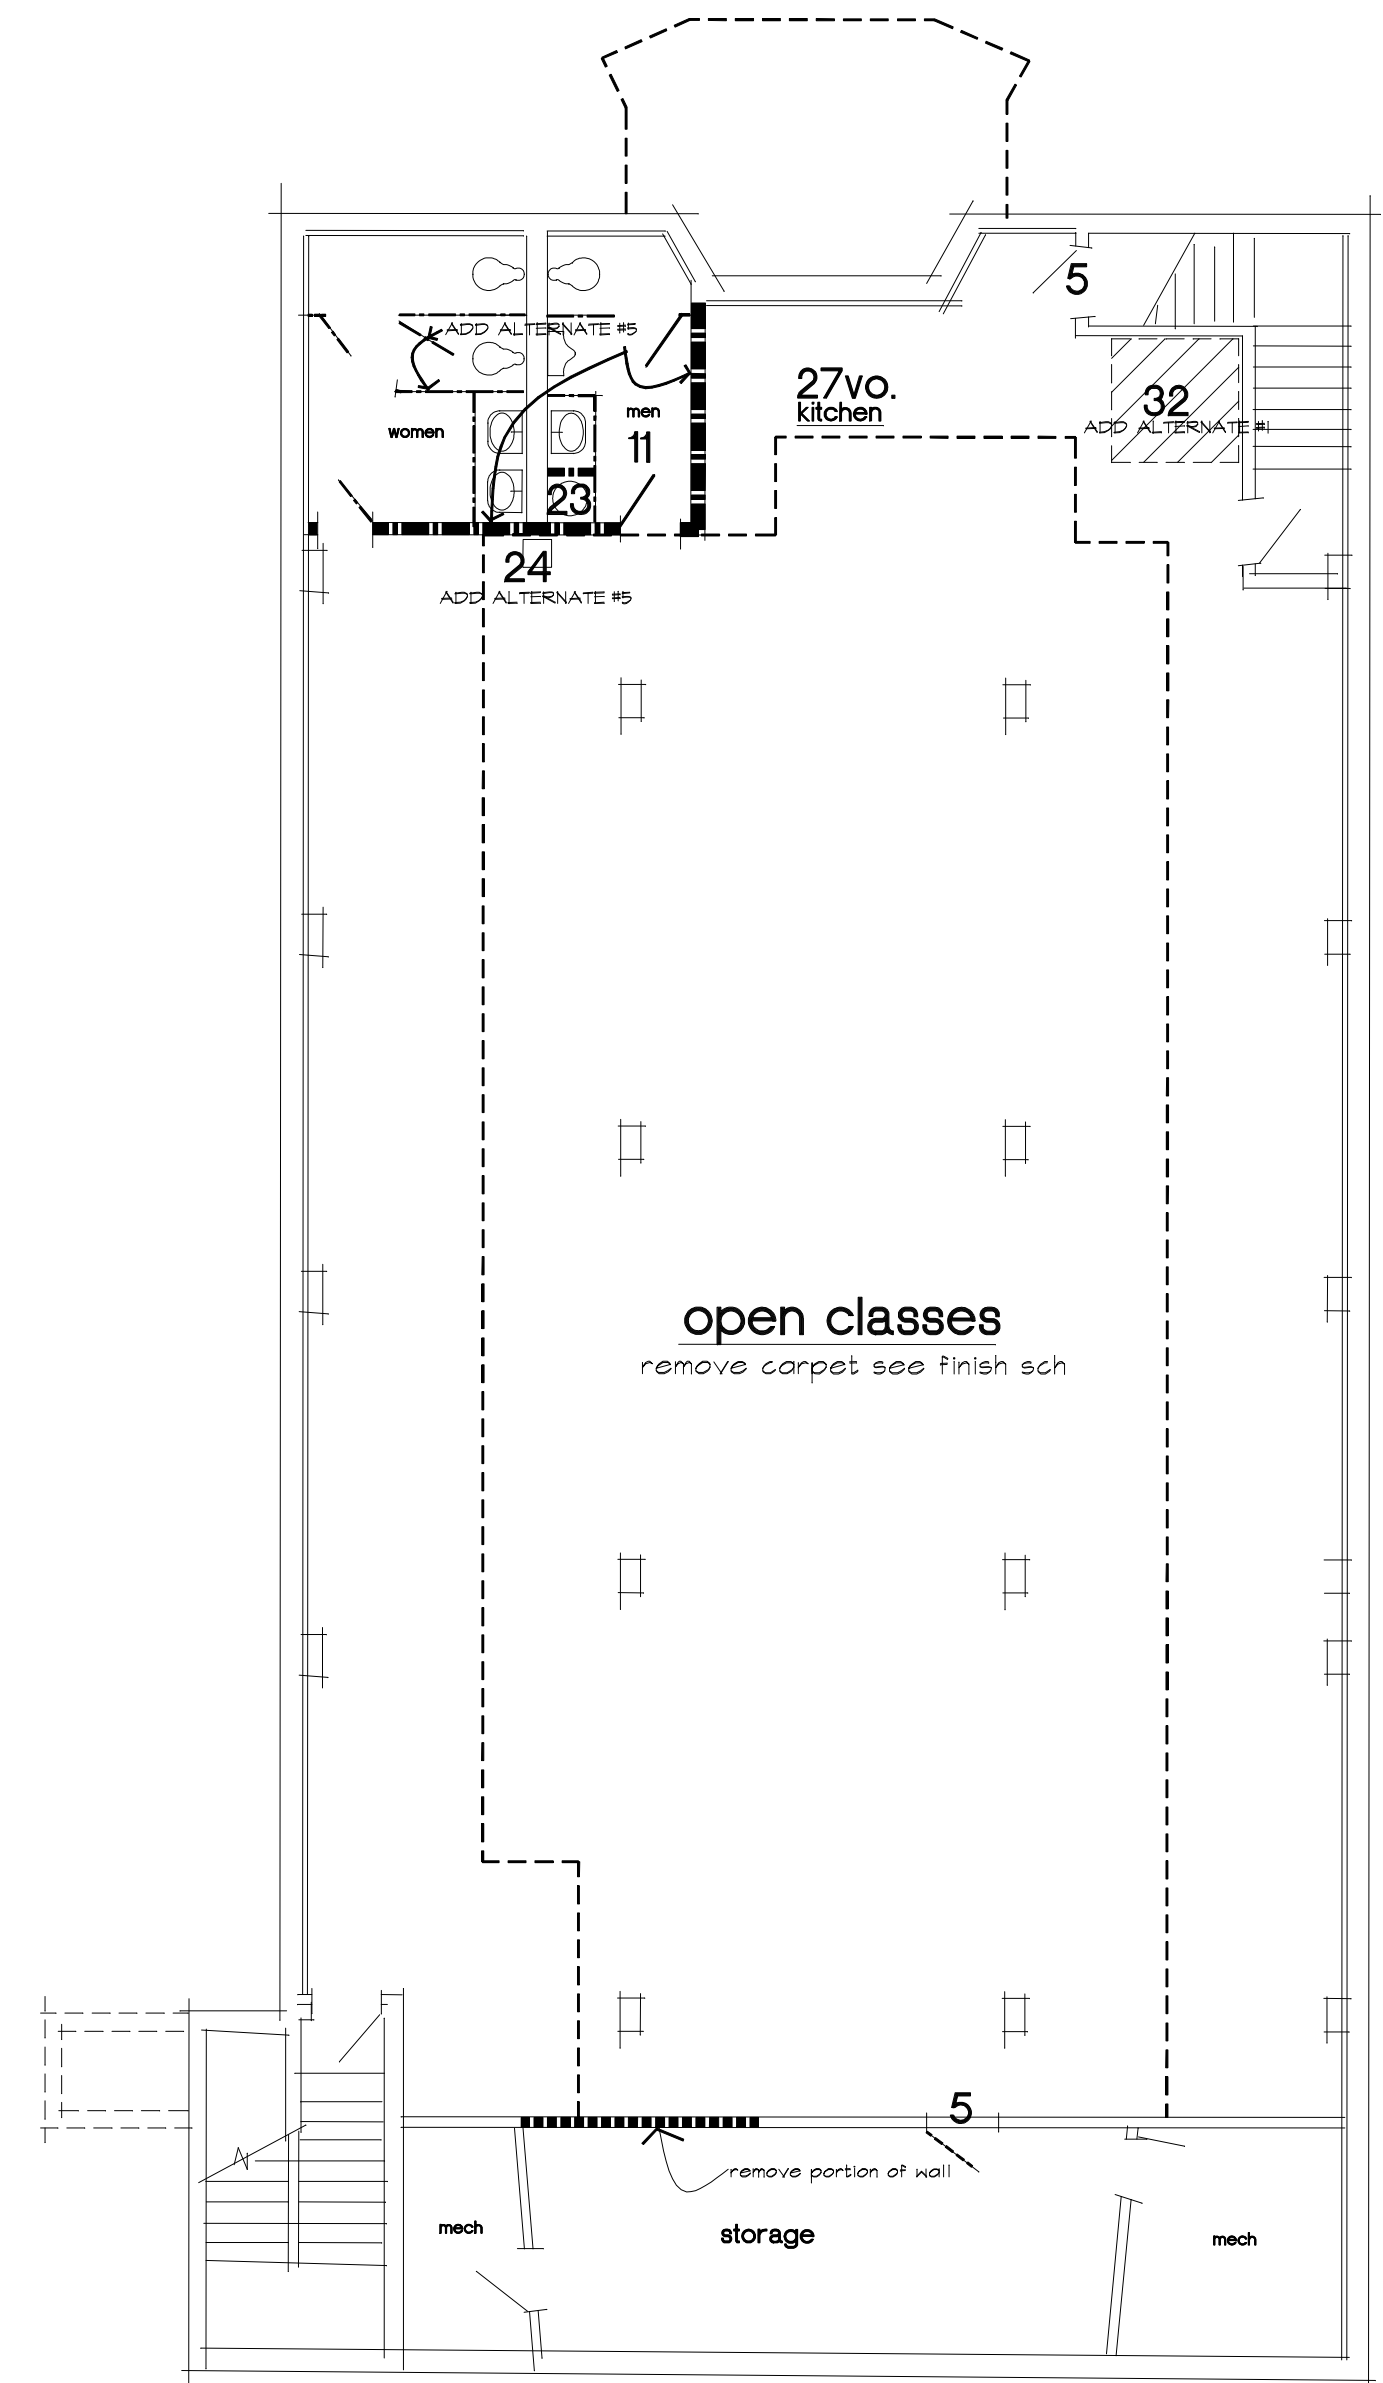 5
ADD ALTERNATE #5
27vo.
kitchen
men
women
11
32
ADD ALTERNATE #1
23
24
ADD ALTERNATE #5
open classes
remove carpet see finish sch
5
remove portion of wall
mech
storage
mech